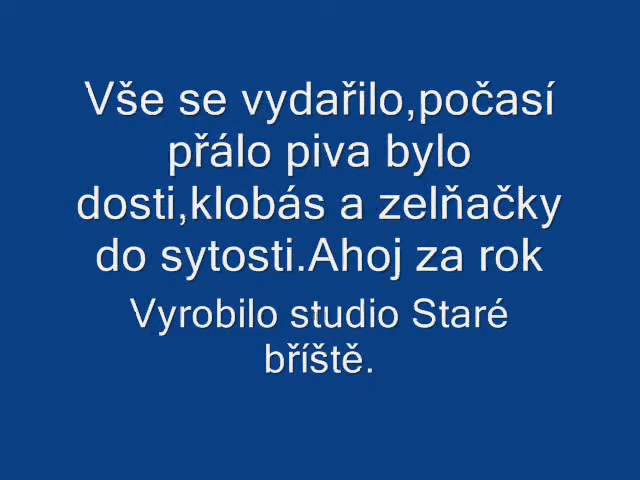 Vše se vydařilo,počasí
přálo piva bylo
dosti,klobás a zelňačky
do sytosti.Ahoj za rok
Vyrobilo studio Staré
bříště.